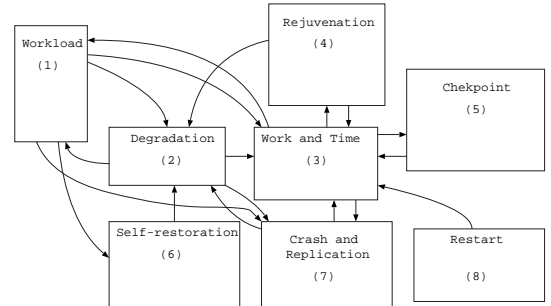 Workload
(1)
Rejuvenation
(4)
Chekpoint
(5)
Degradation
(2)
Work and Time
(3)
Self-restoration
(6)
Crash and
Replication
(7)
Restart
(8)